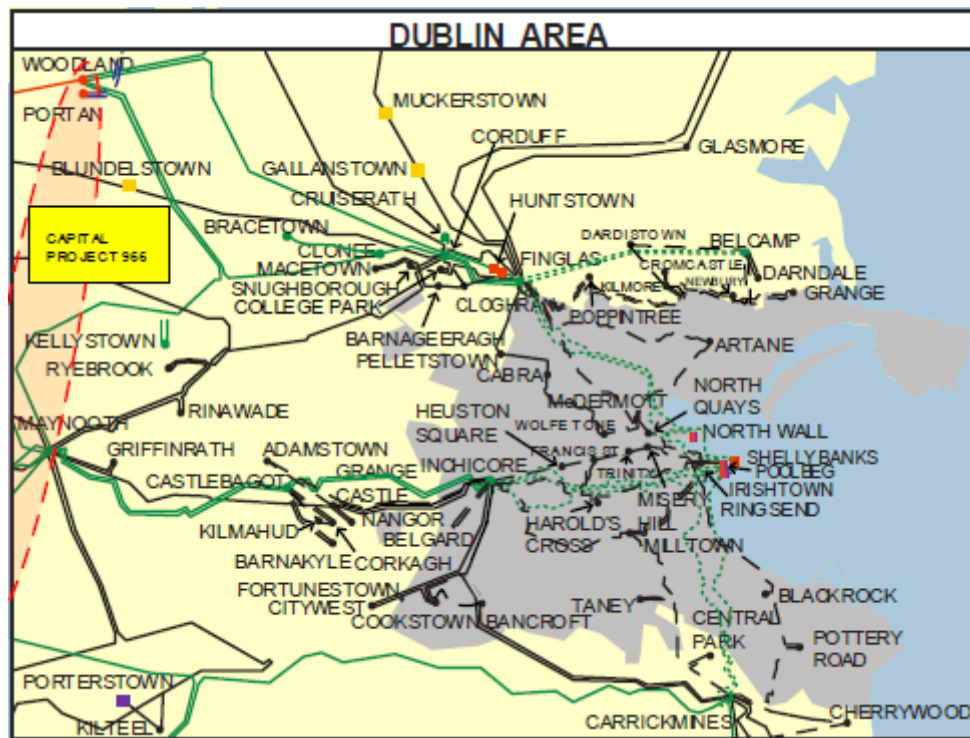 DUBLIN AREA
WOODLAND
PORTAN
MUCKERSTOWN
CORDUFF
GLASMORE
BLUNDELSTOWN
GALLANSTOWN
CRUISERATH
HUNTSTOWN
BRACETOWN
DARDISTOWN
BELCAMP
CAPITAL
PROJECT 966
CLONEE
FINGLAS
CROMCASTLE
MACETOWN
NEWBURY
DARNDALE
SNUGHBOROUGH
KILMORE
GRANGE
COLLEGE PARK
CLOGHRAN
POPPINTREE
KELLYSTOWN
BARNAGEERAGH
ARTANE
RYEBROOK
PELLETSTOWN
CABRA
NORTH
QUAYS
McDERMOTT
RINAWADE
HEUSTON
SQUARE
WOLFE TONE
MAYNOOTH
NORTH WALL
GRIFFINRATH
ADAMSTOWN
FRANCIS ST
SHELLYBANKS
GRANGE
CASTLE
INCHICORE
TRINITY
POOLBEG
CASTLEBAGOT
IRISHTOWN
MISERY
HILL
RINGSEND
KILMAHUD
NANGOR
HAROLD'S
CROSS
BELGARD
MILLTOWN
BARNAKYLE
CORKAGH
FORTUNESTOWN
CITYWEST
TANEY
BLACKROCK
COOKSTOWN
BANCROFT
CENTRAL
PARK
POTTERY
ROAD
PORTERSTOWN
KILTEEL
CARRICKMINES
CHERRYWOOD